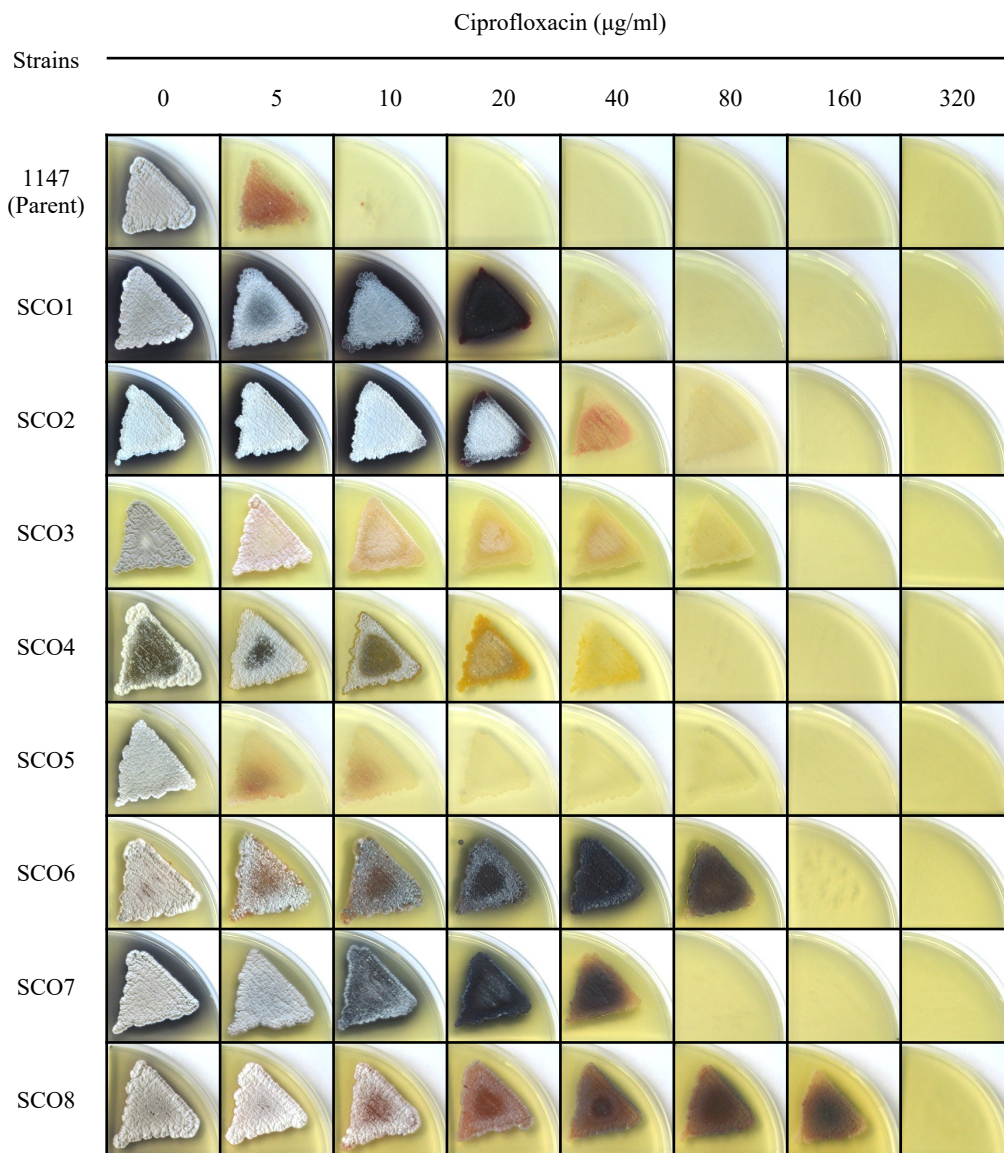 Ciprofloxacin (µg/ml)
Strains
0 5 10 20 40 80 160 320
1147
(Parent)
SCO1
SCO2
SCO3
SCO4
SCO5
SCO6
SCO7
SCO8